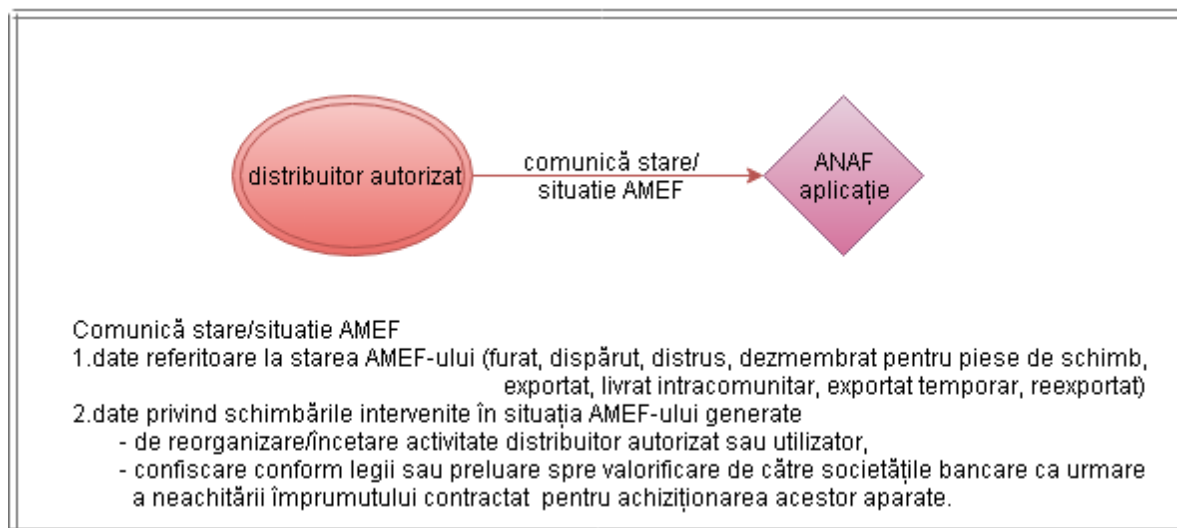 distribuitor autorizat
comunică stare/
situatie AMEF
ANAF
aplicație
Comunică stare/situatie AMEF
1.date referitoare la starea AMEF-ului (furat, dispărut, distrus, dezmembrat pentru piese de schimb,
exportat, livrat intracomunitar, exportat temporar, reexportat)
2.date privind schimbările intervenite în situația AMEF-ului generate
- de reorganizare/încetare activitate distribuitor autorizat sau utilizator,
- confiscare conform legii sau preluare spre valorificare de către societățile bancare ca urmare
a neachitării împrumutului contractat pentru achiziționarea acestor aparate.